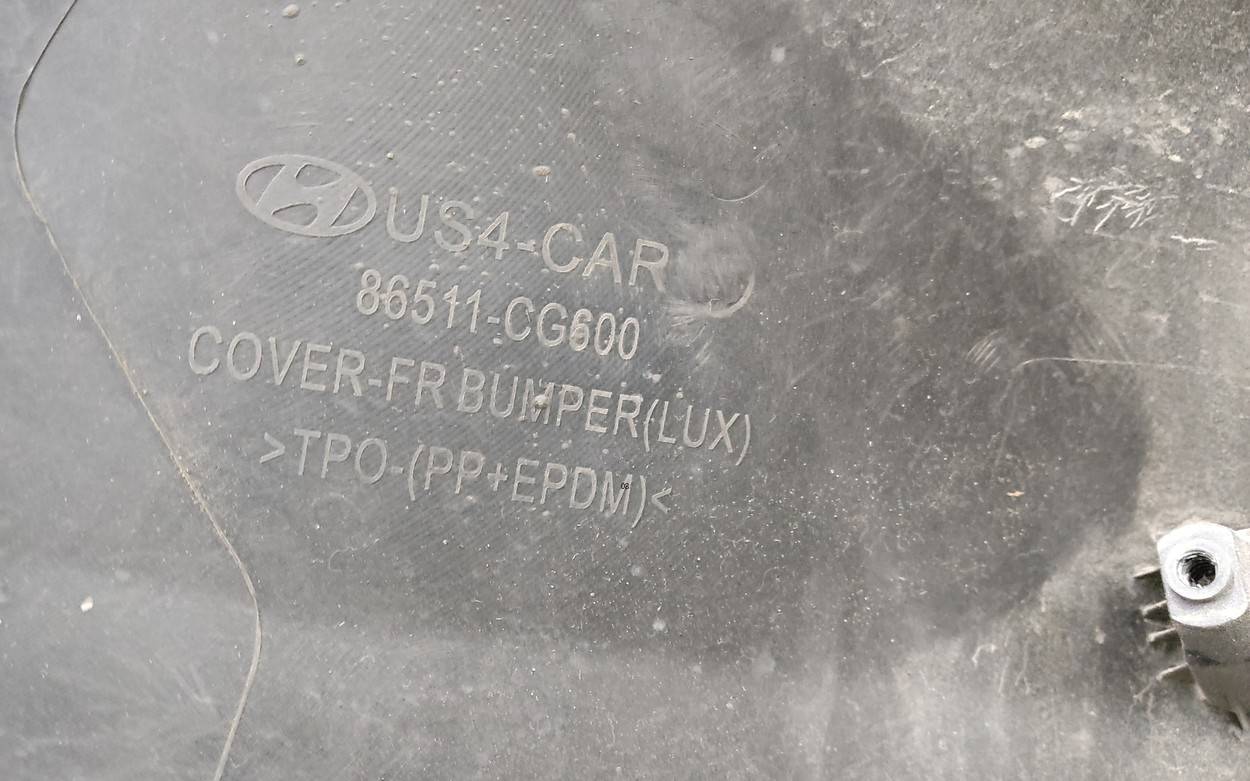 US4-CAR
86511-CG600
COVER-FR BUMPER(LUX)
>TPO-(PP+EPDM)<